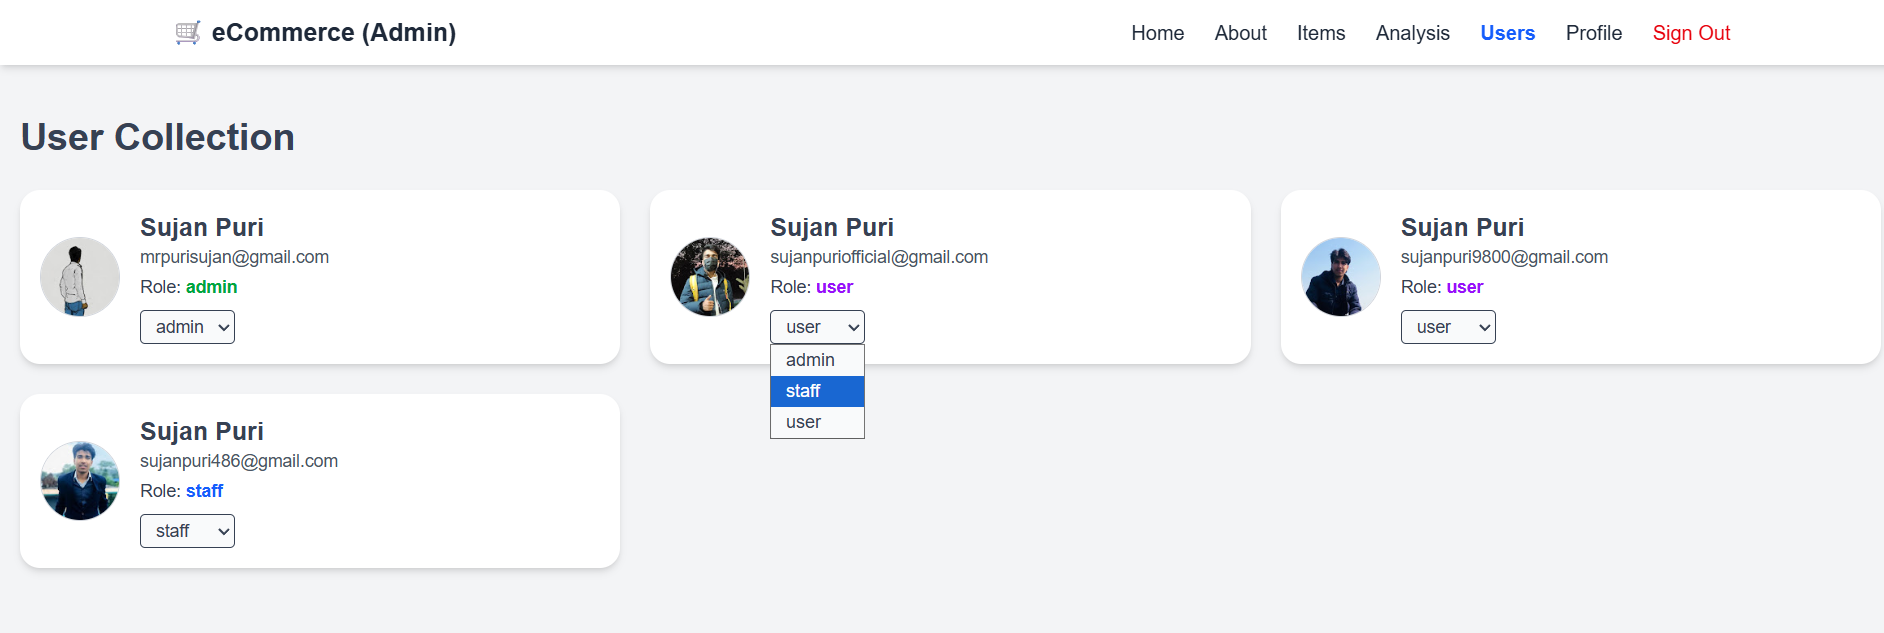 🛒 eCommerce (Admin)
Home About Items Analysis Users Profile Sign Out
User Collection
Sujan Puri
mrpurisujan@gmail.com
Role: admin
admin
Sujan Puri
sujanpuriofficial@gmail.com
Role: user
user
admin
staff
user
Sujan Puri
sujanpuri9800@gmail.com
Role: user
user
Sujan Puri
sujanpuri486@gmail.com
Role: staff
staff